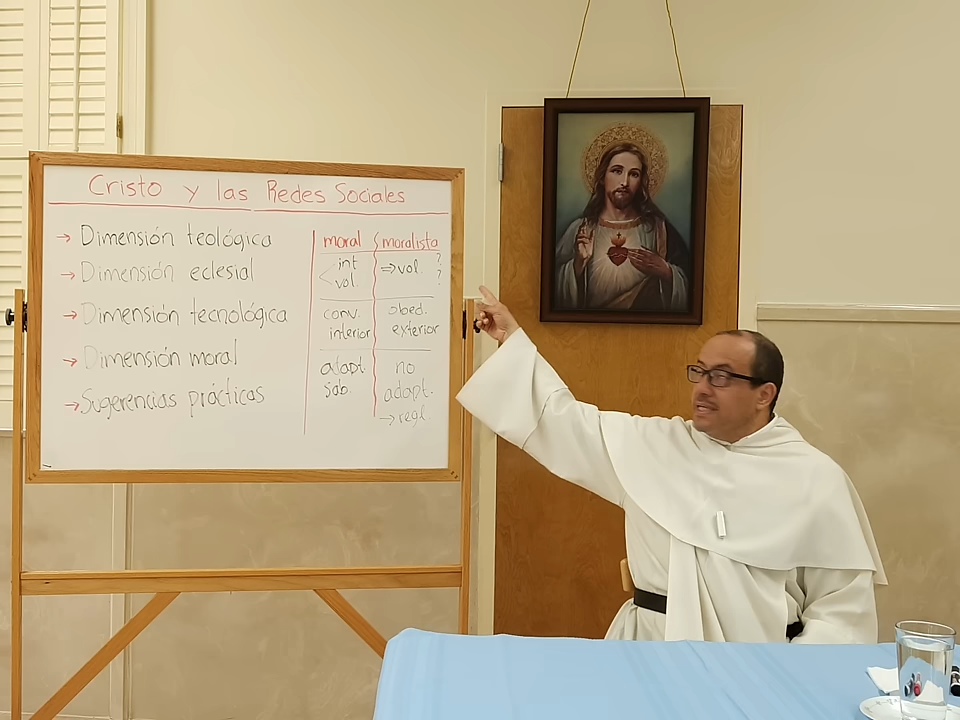 Cristo y las Redes Sociales
→ Dimensión teológica
→ Dimensión eclesial
→ Dimensión tecnológica
→ Dimensión moral
→ Sugerencias prácticas
moral
< int
vol.
conv.
interior
adapt.
sab.
moralista
⇒ vol. ?
?
obed.
exterior
no
adapt.
→ regl.